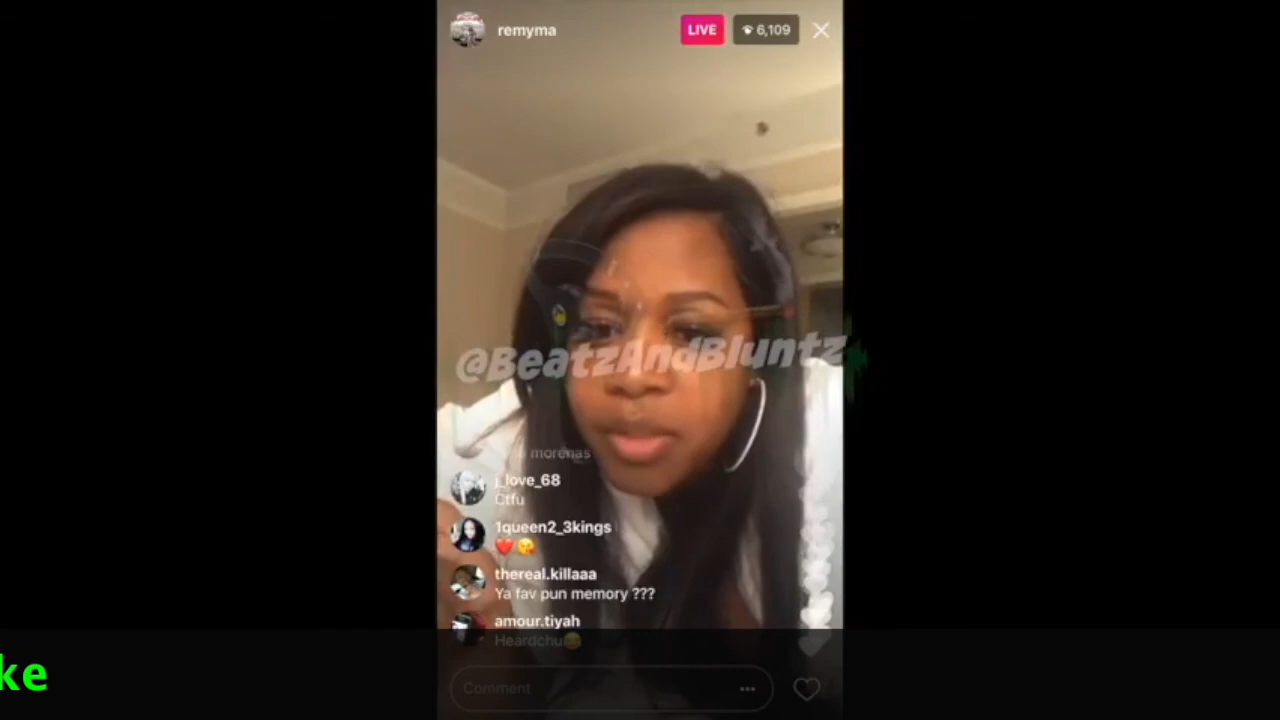 remyma
LIVE
6,109
@BeatzAndBluntz
morenas
j_love_68
Ctfu
1queen2_3kings
thereal.killaaa
Ya fav pun memory ???
amour.tiyah
Heardchu
ke
Comment